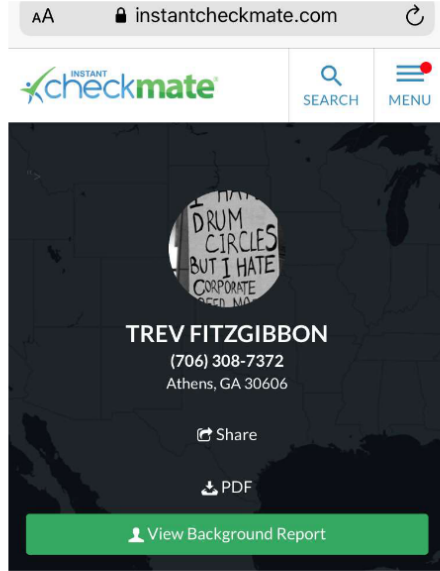 AA instantcheckmate.com
INSTANT
checkmate
SEARCH
MENU
I HATE
DRUM
CIRCLES
BUT I HATE
CORPORATE
TREV FITZGIBBON
(706) 308-7372
Athens, GA 30606
Share
PDF
View Background Report